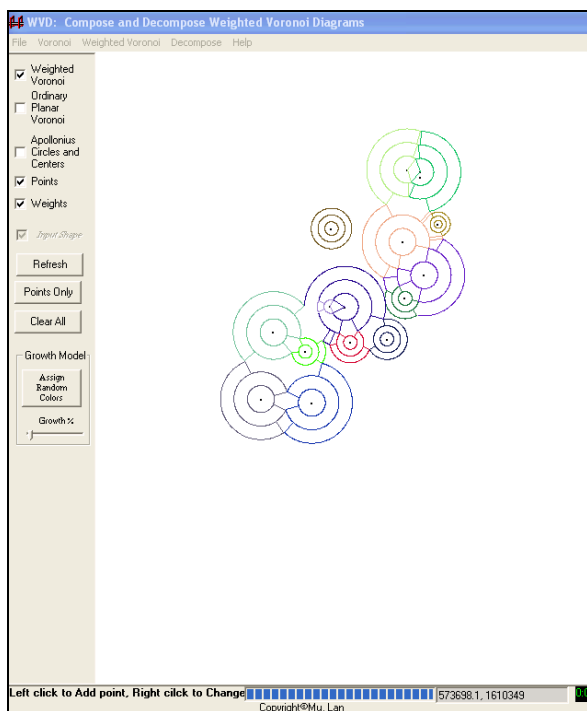 WVD: Compose and Decompose Weighted Voronoi Diagrams
File Voronoi Weighted Voronoi Decompose Help
Weighted
Voronoi
Ordinary
Planar
Voronoi
Apollonius
Circles and
Centers
Points
Weights
Input Shape
Refresh
Points Only
Clear All
Growth Model
Assign
Random
Colors
Growth %
Left click to Add point, Right cilck to Change
573698.1, 1610349
Copyright©Mu, Lan